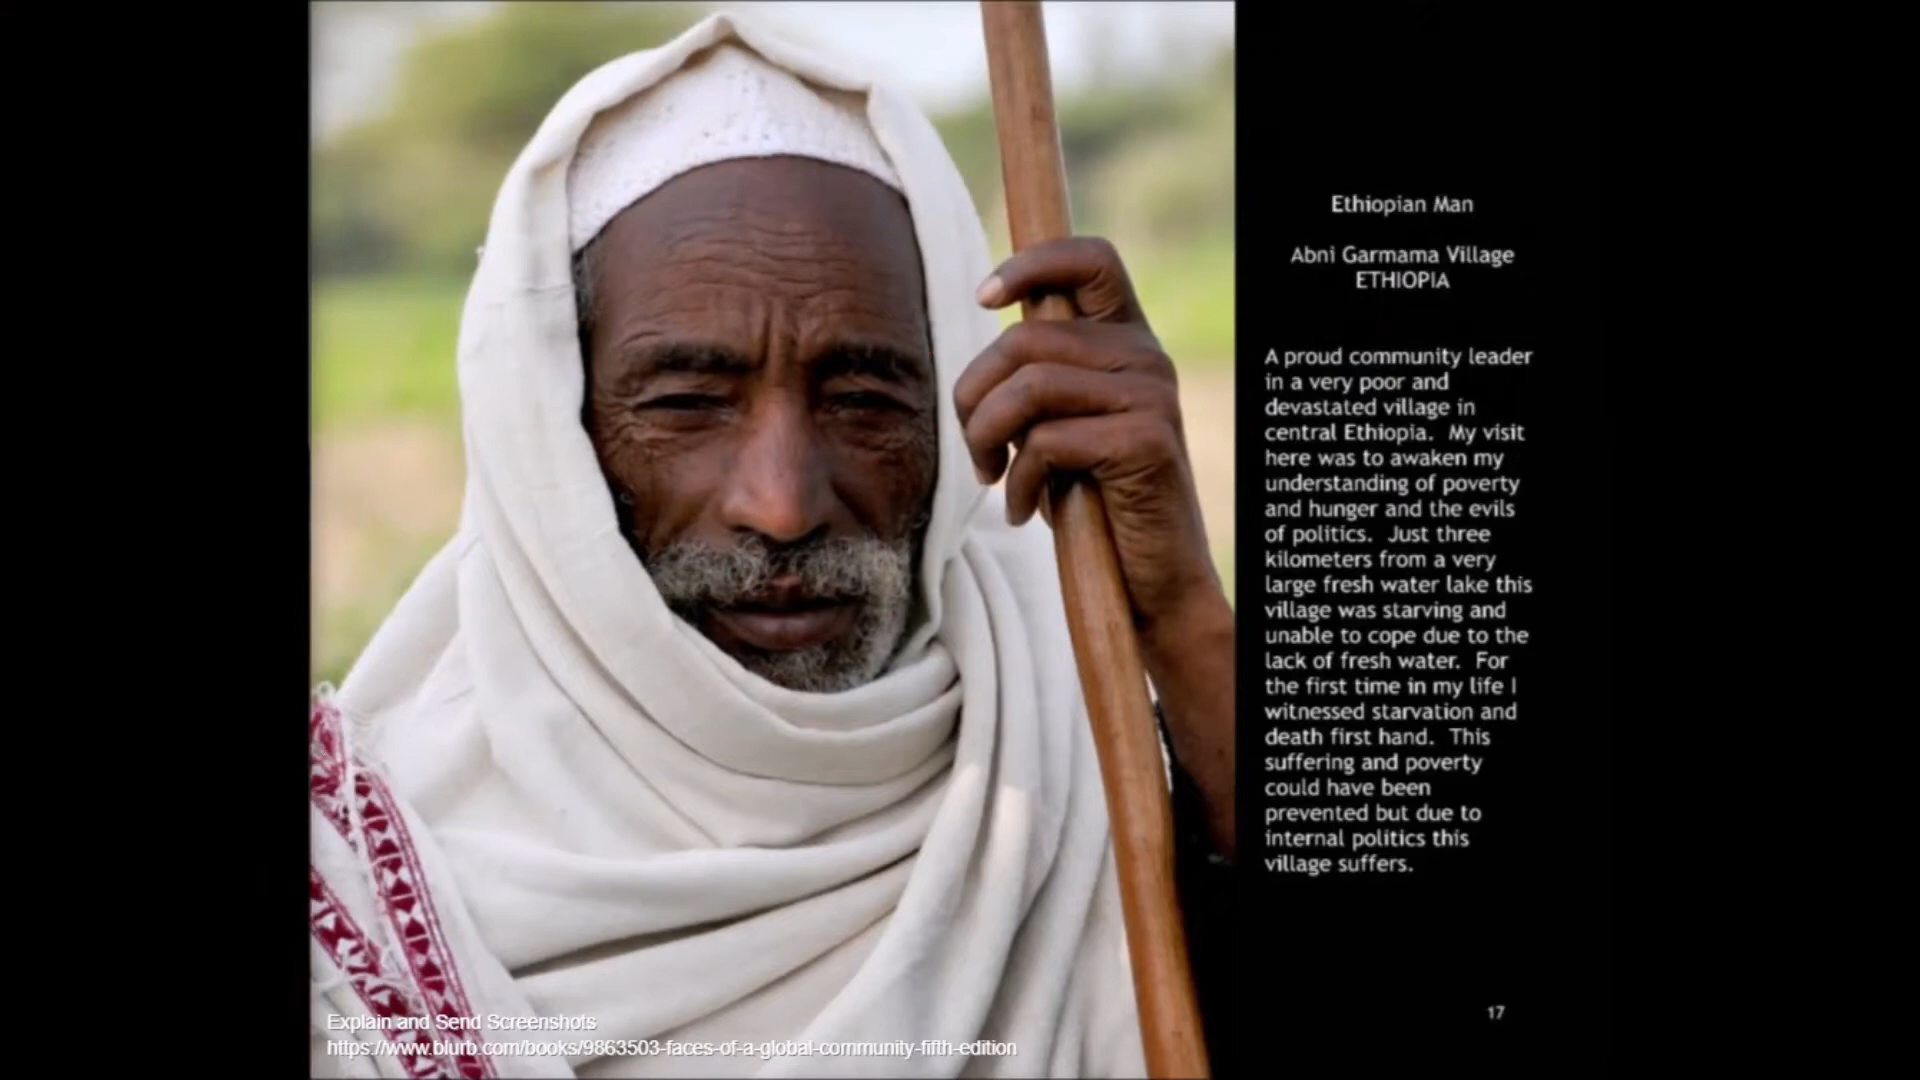 Ethiopian Man
Abni Garmama Village
ETHIOPIA
A proud community leader
in a very poor and
devastated village in
central Ethiopia.  My visit
here was to awaken my
understanding of poverty
and hunger and the evils
of politics.  Just three
kilometers from a very
large fresh water lake this
village was starving and
unable to cope due to the
lack of fresh water.  For
the first time in my life I
witnessed starvation and
death first hand.  This
suffering and poverty
could have been
prevented but due to
internal politics this
village suffers.
17
Explain and Send Screenshots
https://www.blurb.com/books/9863503-faces-of-a-global-community-fifth-edition